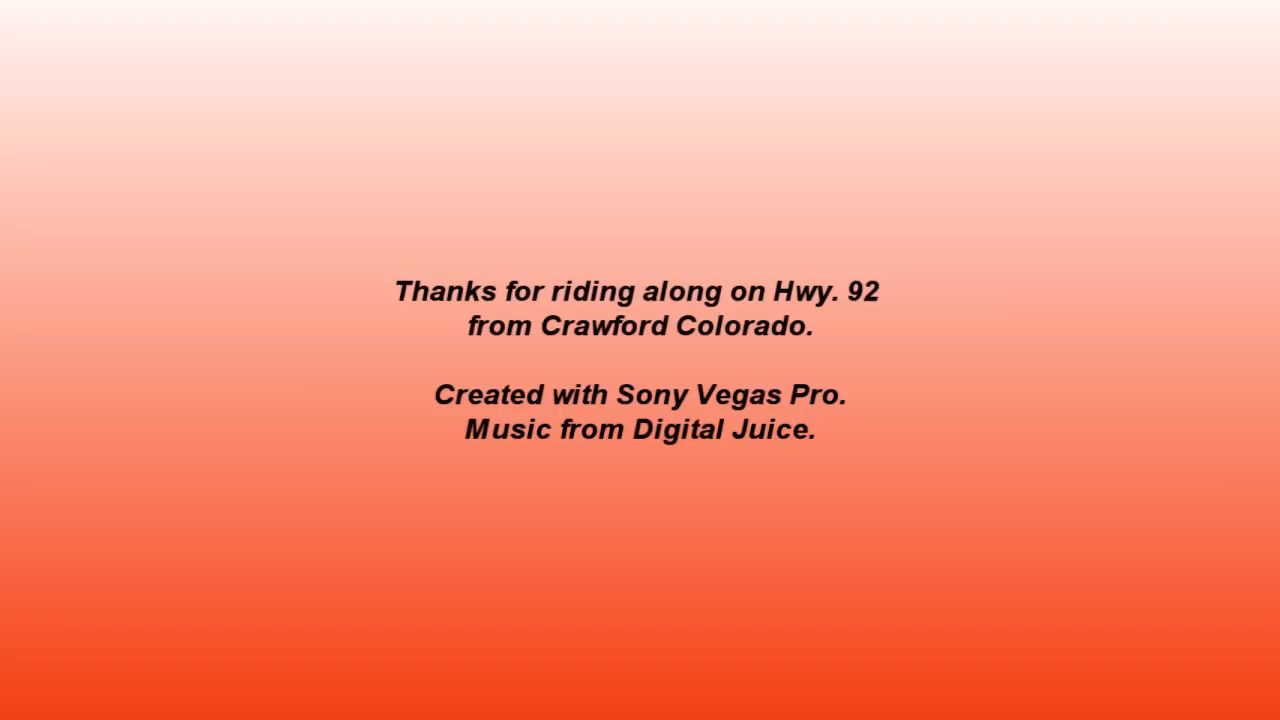 Thanks for riding along on Hwy. 92
from Crawford Colorado.
Created with Sony Vegas Pro.
Music from Digital Juice.